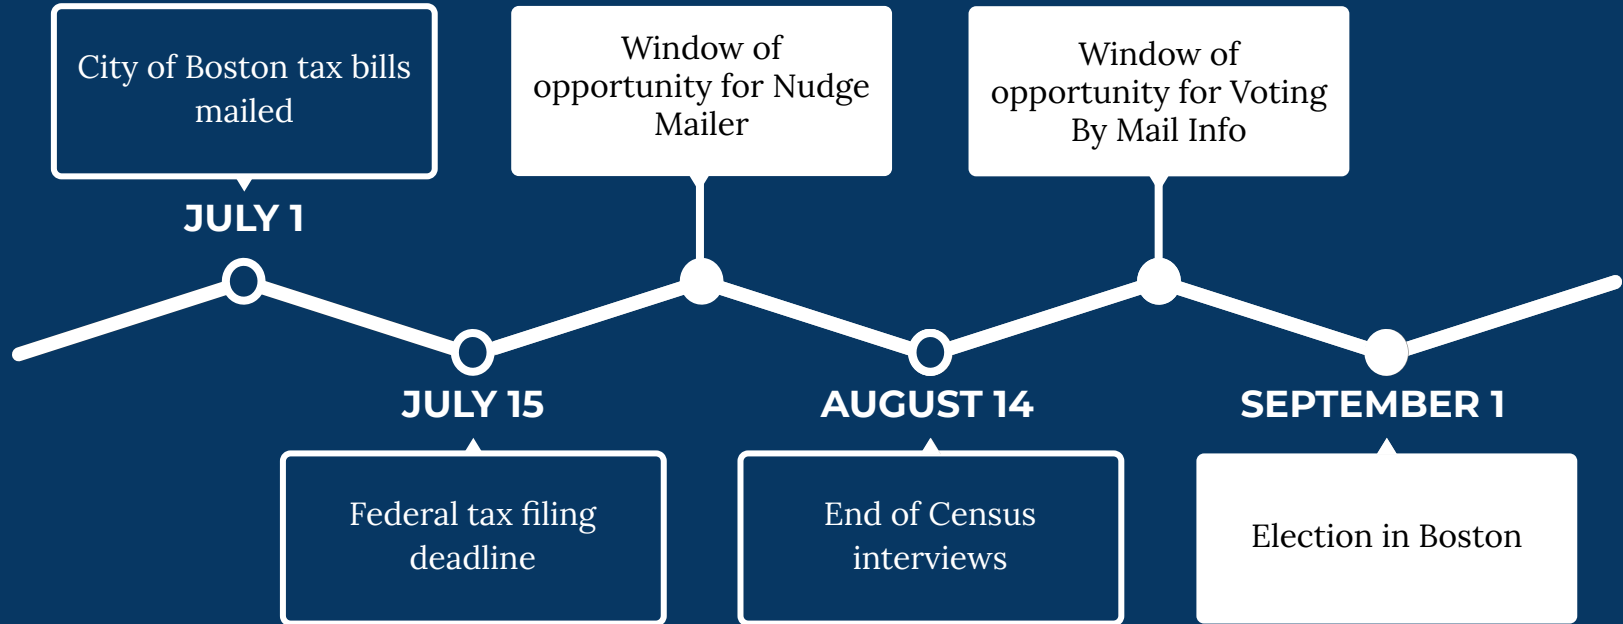 City of Boston tax bills
mailed
JULY 1
Window of
opportunity for Nudge
Mailer
Window of
opportunity for Voting
By Mail Info
JULY 15
Federal tax filing
deadline
AUGUST 14
End of Census
interviews
SEPTEMBER 1
Election in Boston